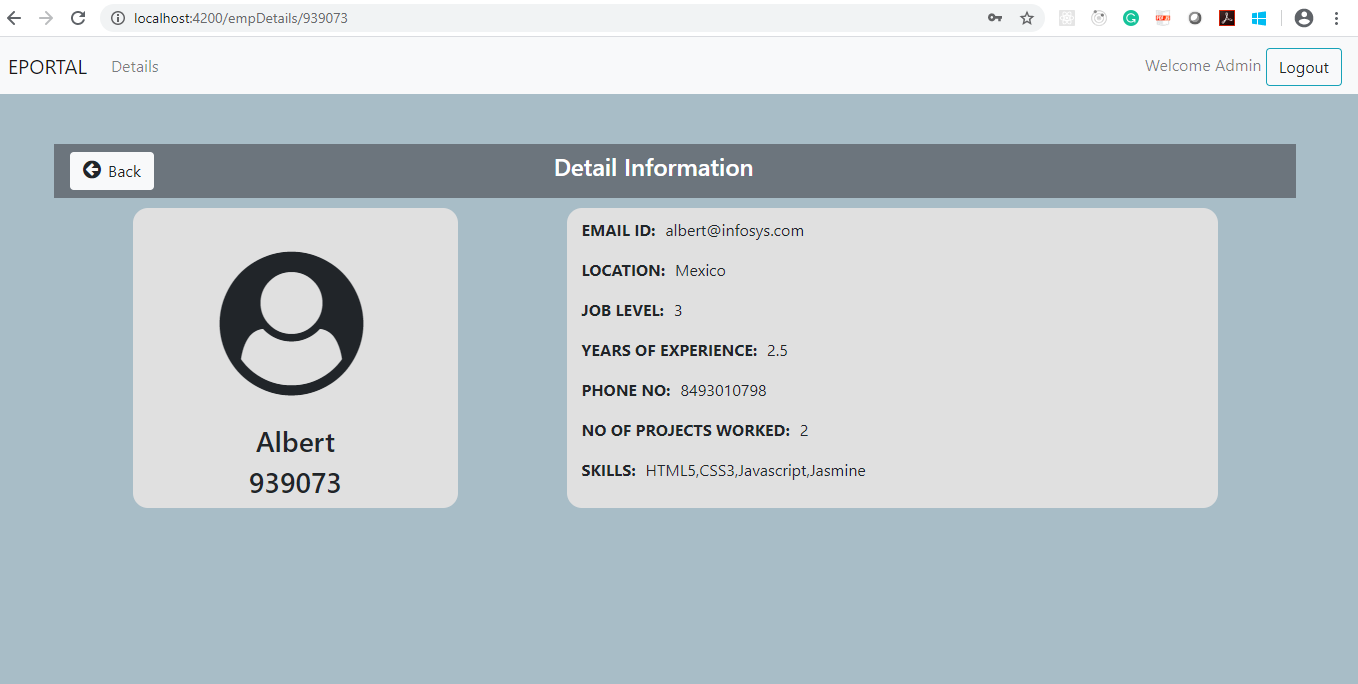 localhost:4200/empDetails/939073
EPORTAL Details Welcome Admin Logout
Back Detail Information
EMAIL ID: albert@infosys.com
LOCATION: Mexico
JOB LEVEL: 3
YEARS OF EXPERIENCE: 2.5
PHONE NO: 8493010798
NO OF PROJECTS WORKED: 2
SKILLS: HTML5,CSS3,Javascript,Jasmine
Albert
939073